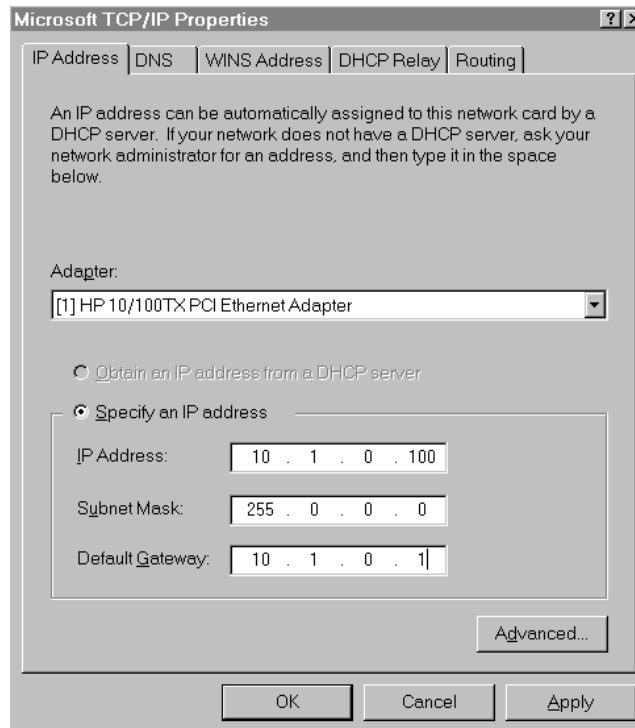 Microsoft TCP/IP Properties
IP Address DNS WINS Address DHCP Relay Routing
An IP address can be automatically assigned to this network card by a
DHCP server. If your network does not have a DHCP server, ask your
network administrator for an address, and then type it in the space
below.
Adapter:
[1] HP 10/100TX PCI Ethernet Adapter
Obtain an IP address from a DHCP server
Specify an IP address
IP Address: 10 . 1 . 0 . 100
Subnet Mask: 255 . 0 . 0 . 0
Default Gateway: 10 . 1 . 0 . 1
Advanced...
OK Cancel Apply